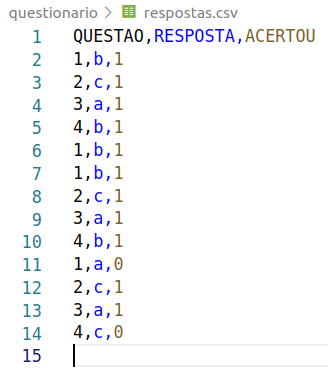 questionario > respostas.csv
1 QUESTAO,RESPOSTA,ACERTOU
2 1,b,1
3 2,c,1
4 3,a,1
5 4,b,1
6 1,b,1
7 1,b,1
8 2,c,1
9 3,a,1
10 4,b,1
11 1,a,0
12 2,c,1
13 3,a,1
14 4,c,0
15